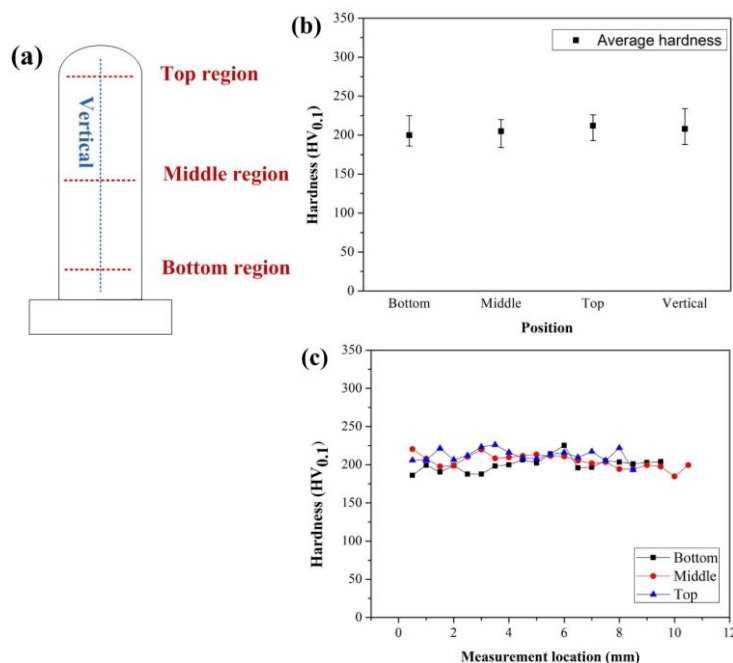 (a)
Top region
Vertical
Middle region
Bottom region
(b)
350
300
250
200
150
100
50
0
Hardness (HV0.1)
Average hardness
Bottom Middle Top Vertical
Position
(c)
350
300
250
200
150
100
50
0
Hardness (HV0.1)
Bottom
Middle
Top
0 2 4 6 8 10 12
Measurement location (mm)